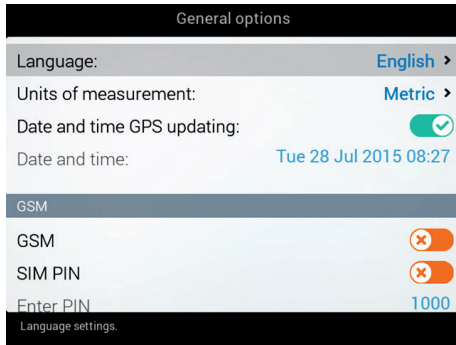 General options
Language: English >
Units of measurement: Metric >
Date and time GPS updating:
Date and time: Tue 28 Jul 2015 08:27
GSM
GSM
SIM PIN
Enter PIN 1000
Language settings.